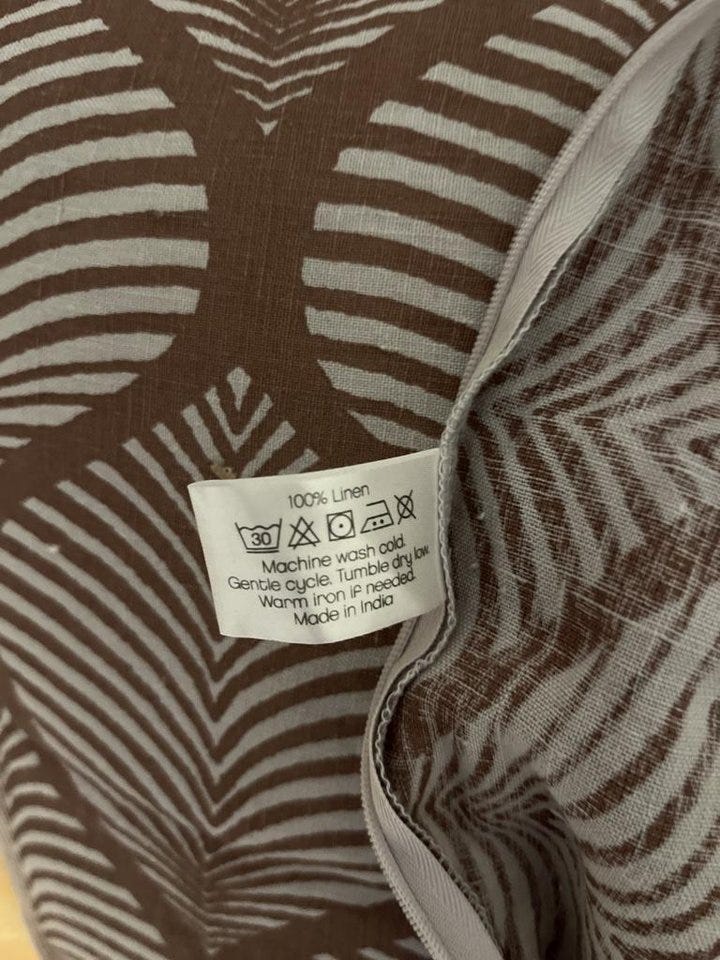 100% Linen
30
Machine wash cold.
Gentle cycle. Tumble dry low.
Warm iron if needed.
Made in India